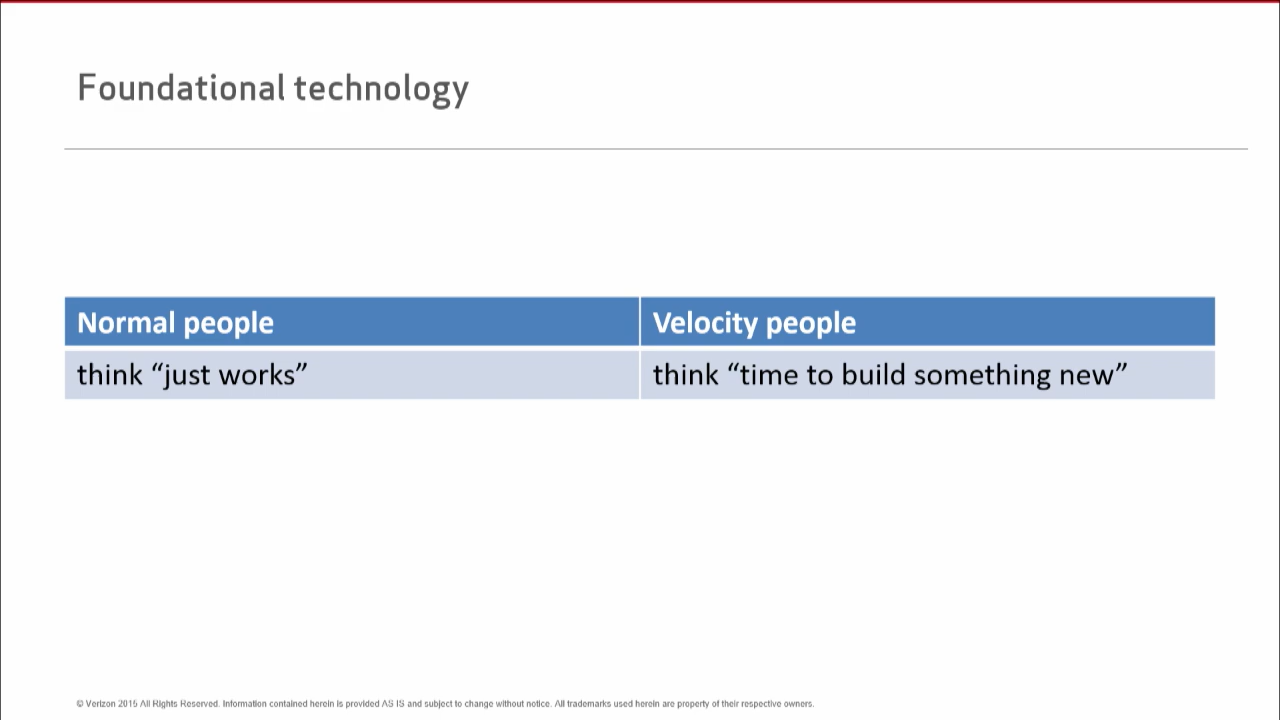 Foundational technology
Normal people
Velocity people
think “just works”
think “time to build something new”
© Verizon 2015 All Rights Reserved. Information contained herein is provided AS IS and subject to change without notice. All trademarks used herein are property of their respective owners.